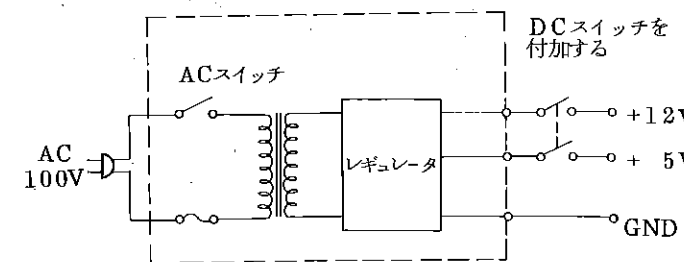 DCスイッチを
付加する
ACスイッチ
+12V
AC
100V
レギュレータ
+ 5V
GND